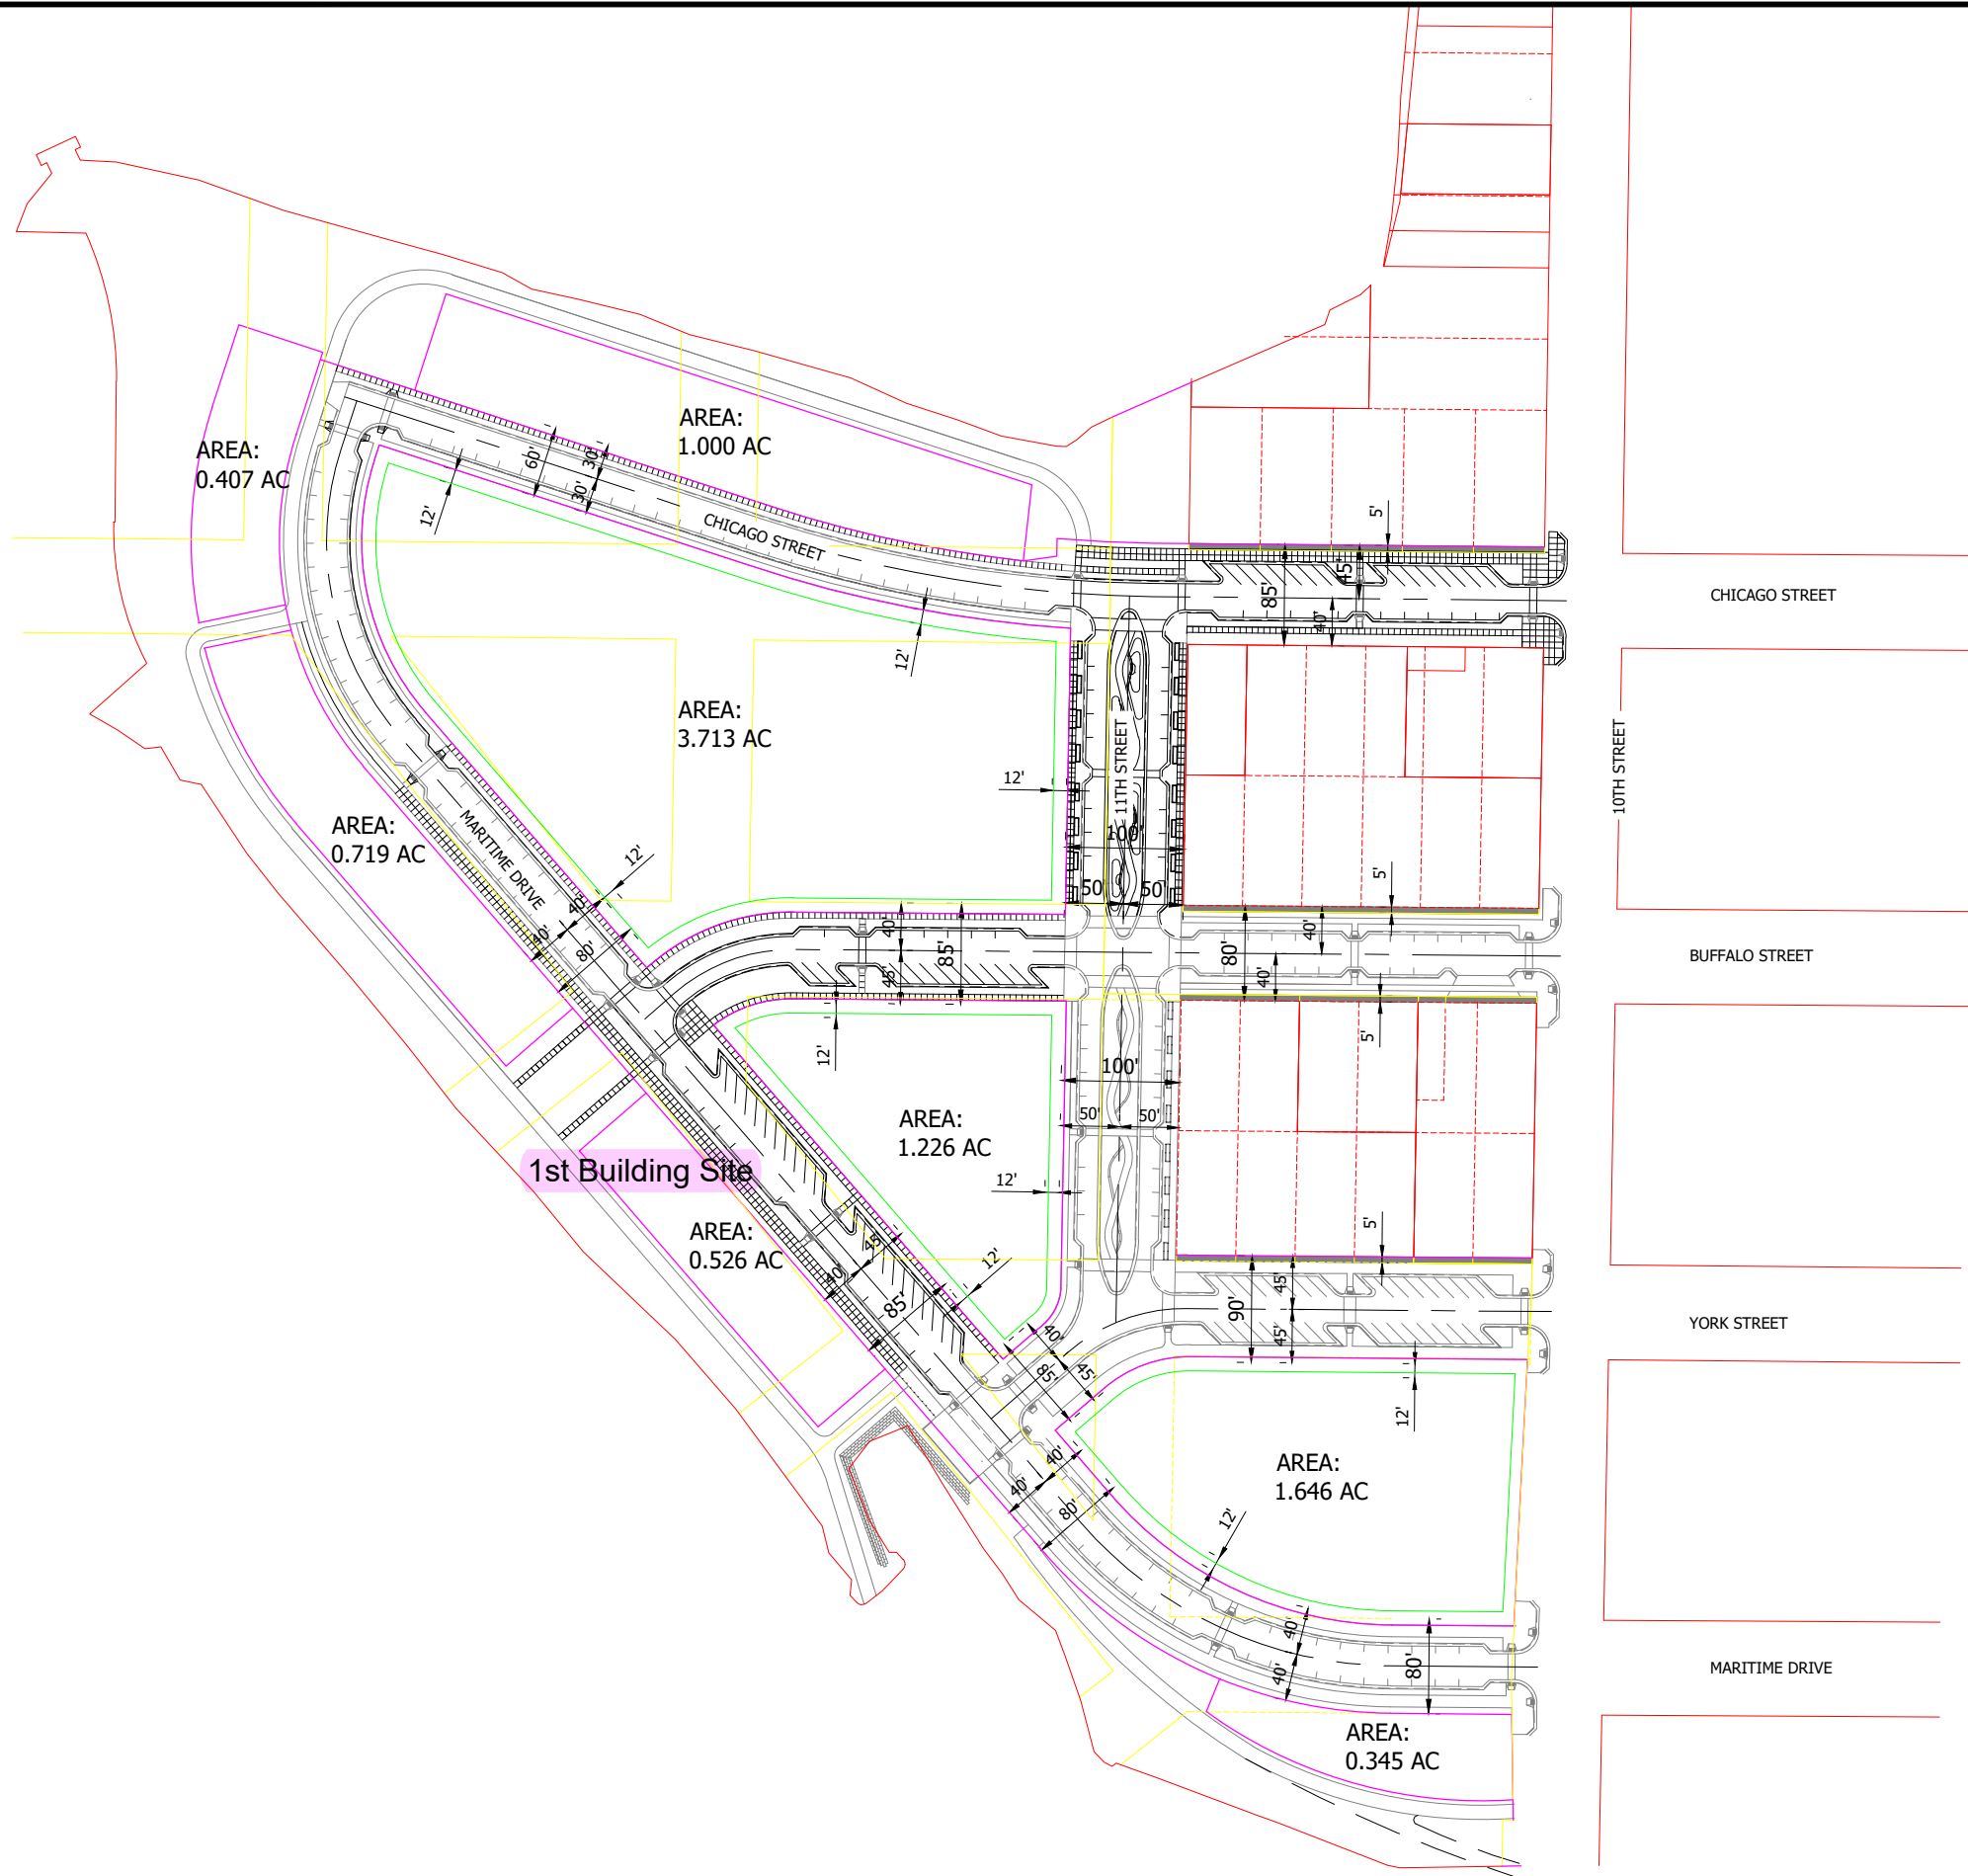 AREA:
1.000 AC
AREA:
0.407 AC
60'
30'
30'
12'
CHICAGO STREET
5'
45'
85'
40'
CHICAGO STREET
12'
AREA:
3.713 AC
11TH STREET
10TH STREET
12'
100'
50'
50'
AREA:
0.719 AC
MARITIME DRIVE
12'
40'
40'
80'
40'
85'
45'
5'
80'
40'
40'
BUFFALO STREET
12'
5'
100'
50'
50'
AREA:
1.226 AC
12'
1st Building Site
AREA:
0.526 AC
45'
40'
85'
12'
5'
90'
45'
45'
YORK STREET
40'
85'
45'
12'
AREA:
1.646 AC
40'
40'
80'
12'
40'
40'
80'
MARITIME DRIVE
AREA:
0.345 AC